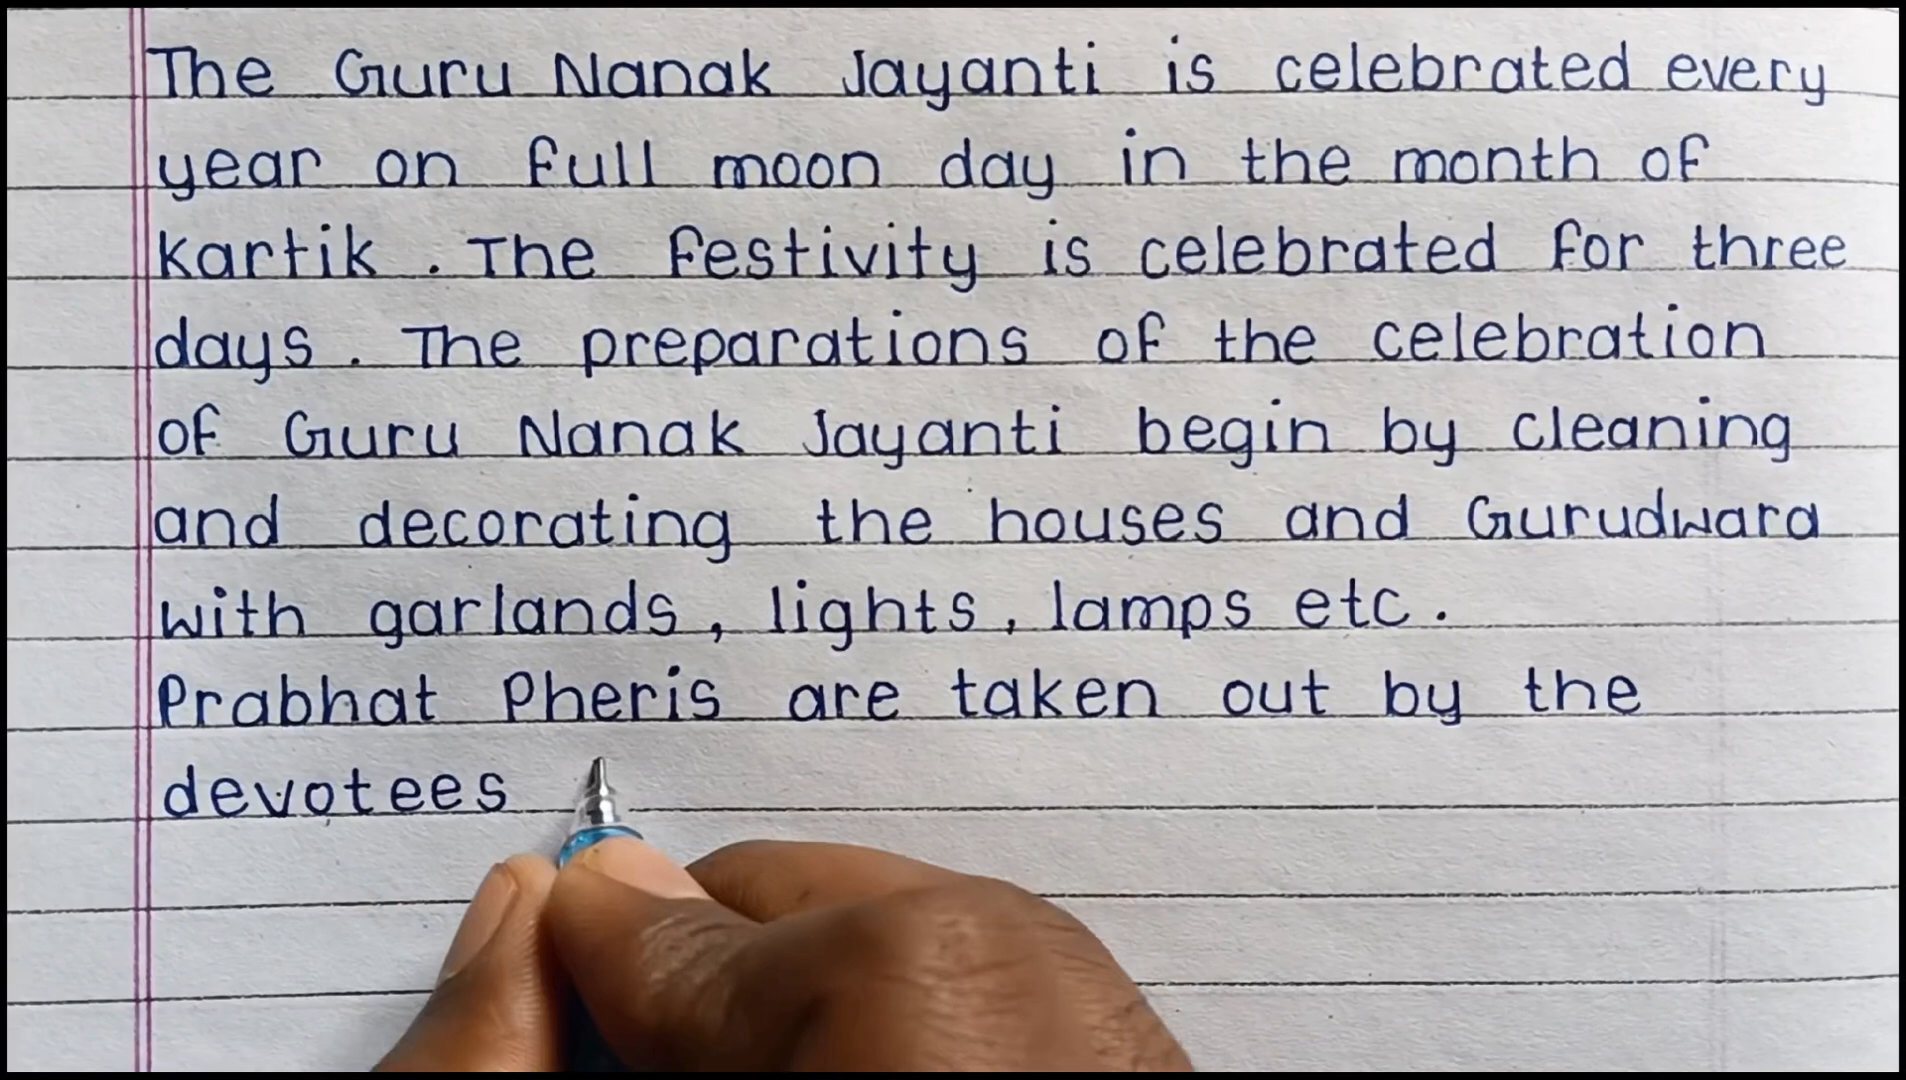 The Guru Nanak Jayanti is celebrated every
year on full moon day in the month of
kartik . The festivity is celebrated for three
days . The preparations of the celebration
of Guru Nanak Jayanti begin by cleaning
and decorating the houses and Gurudwara
with garlands , lights , lamps etc .
Prabhat Pheris are taken out by the
devotees